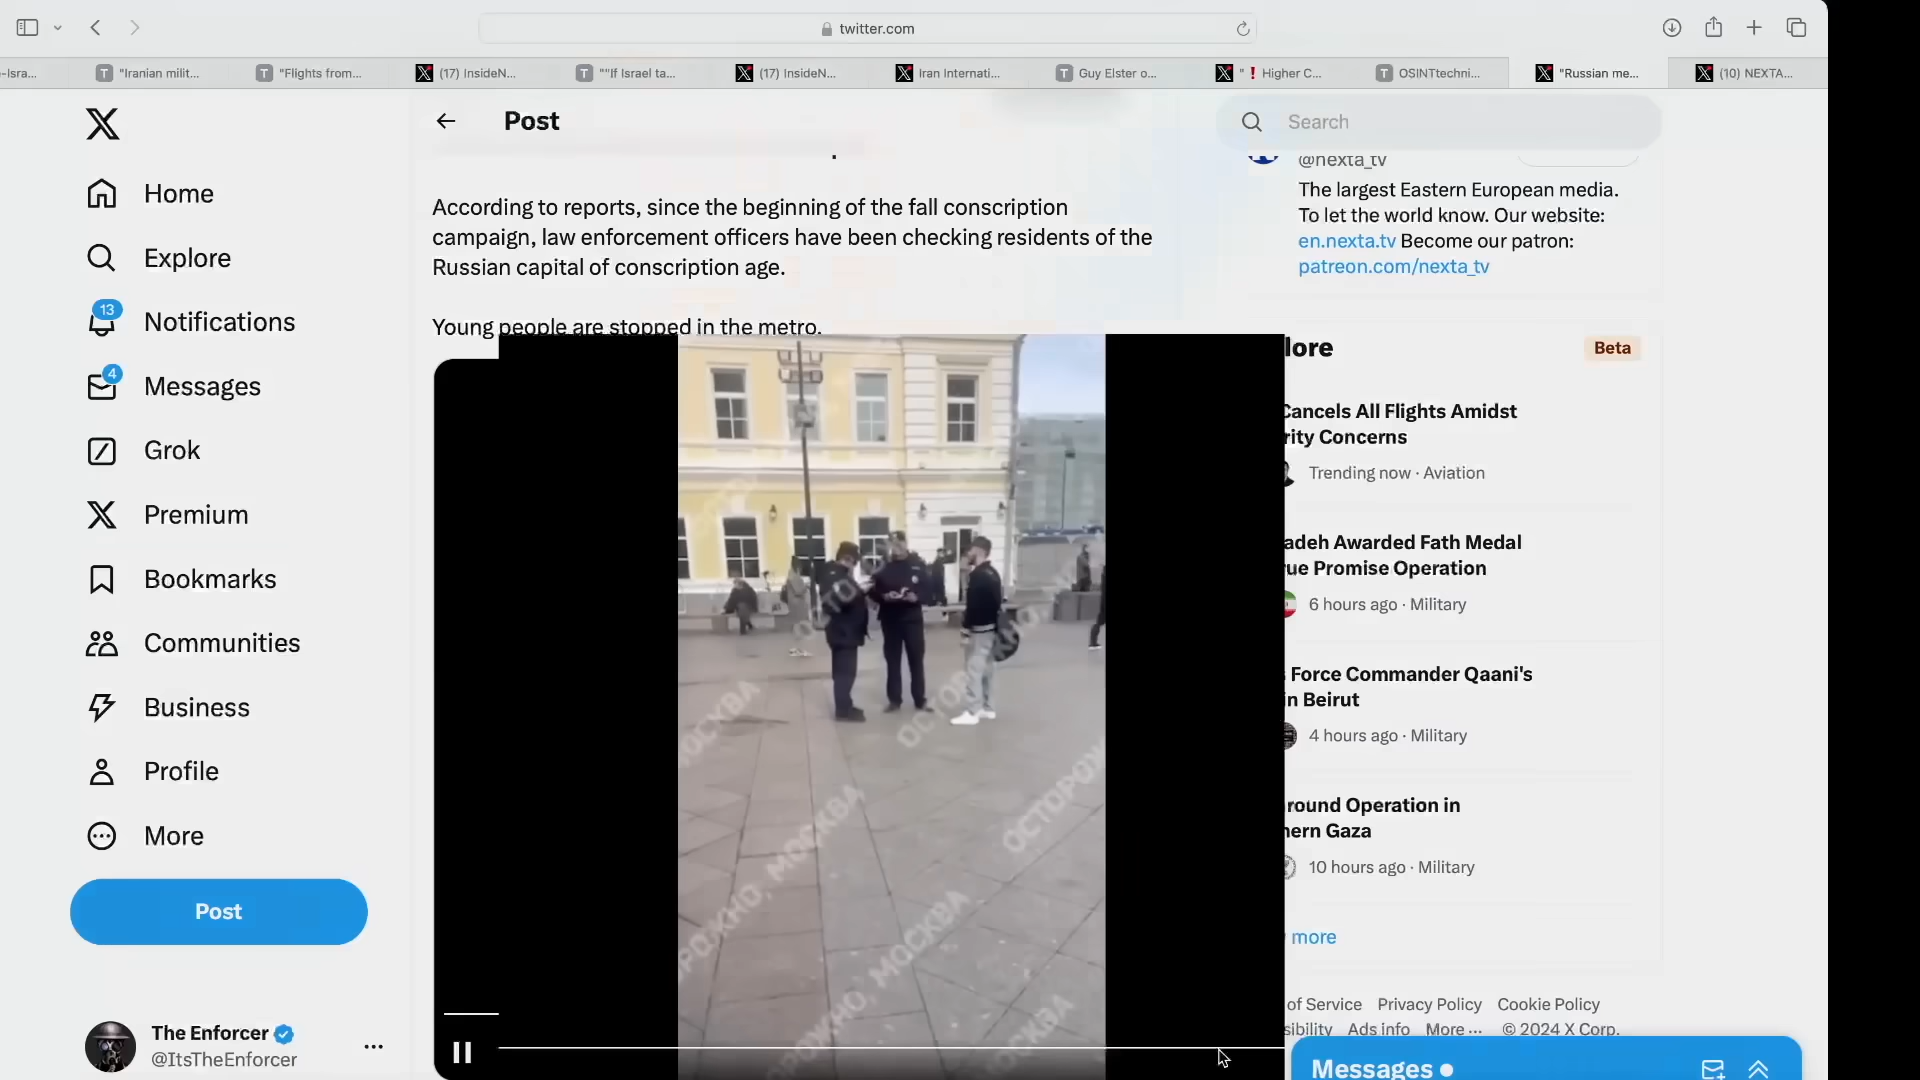 twitter.com
-Isra...
"Iranian milit...
"Flights from...
(17) InsideN...
""If Israel ta...
(17) InsideN...
Iran Internati...
Guy Elster o...
"❗Higher C...
OSINTtechni...
"Russian me...
(10) NEXTA...
Post
Search
Home
Explore
13
Notifications
4
Messages
Grok
Premium
Bookmarks
Communities
Business
Profile
More
Post
The Enforcer
@ItsTheEnforcer
According to reports, since the beginning of the fall conscription
campaign, law enforcement officers have been checking residents of the
Russian capital of conscription age.
Young people are stopped in the metro.
ОСТОРОЖНО, МОСКВА
@nexta_tv
The largest Eastern European media.
To let the world know. Our website:
en.nexta.tv Become our patron:
patreon.com/nexta_tv
lore
Beta
Cancels All Flights Amidst
rity Concerns
Trending now · Aviation
adeh Awarded Fath Medal
rue Promise Operation
6 hours ago · Military
Force Commander Qaani's
in Beirut
4 hours ago · Military
round Operation in
hern Gaza
10 hours ago · Military
more
of Service Privacy Policy Cookie Policy
sibility Ads info More ··· © 2024 X Corp.
Messages